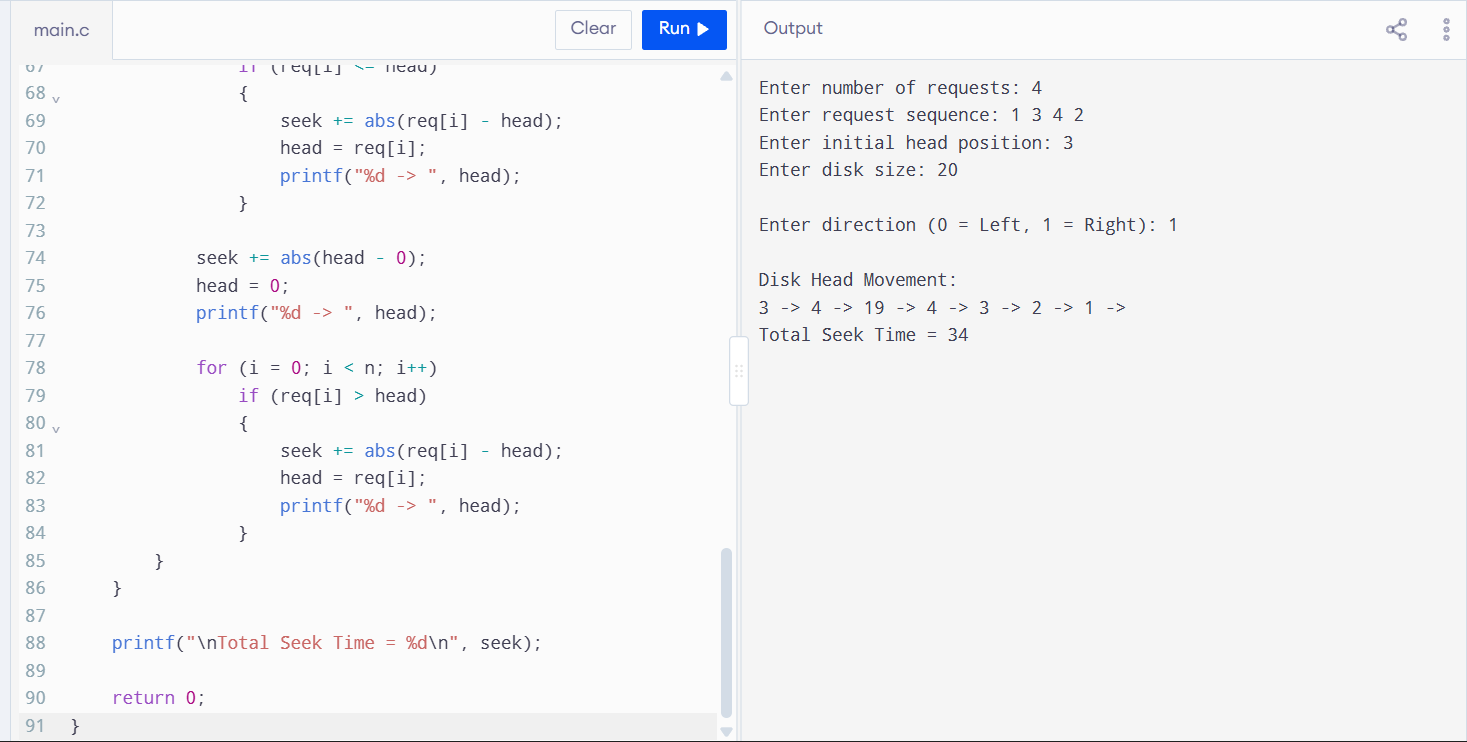 main.c
Clear
Run
67 if (req[i] <= head)
68 {
69 seek += abs(req[i] - head);
70 head = req[i];
71 printf("%d -> ", head);
72 }
73
74 seek += abs(head - 0);
75 head = 0;
76 printf("%d -> ", head);
77
78 for (i = 0; i < n; i++)
79 if (req[i] > head)
80 {
81 seek += abs(req[i] - head);
82 head = req[i];
83 printf("%d -> ", head);
84 }
85 }
86 }
87
88 printf("\nTotal Seek Time = %d\n", seek);
89
90 return 0;
91 }
Output
Enter number of requests: 4
Enter request sequence: 1 3 4 2
Enter initial head position: 3
Enter disk size: 20
Enter direction (0 = Left, 1 = Right): 1
Disk Head Movement:
3 -> 4 -> 19 -> 4 -> 3 -> 2 -> 1 ->
Total Seek Time = 34